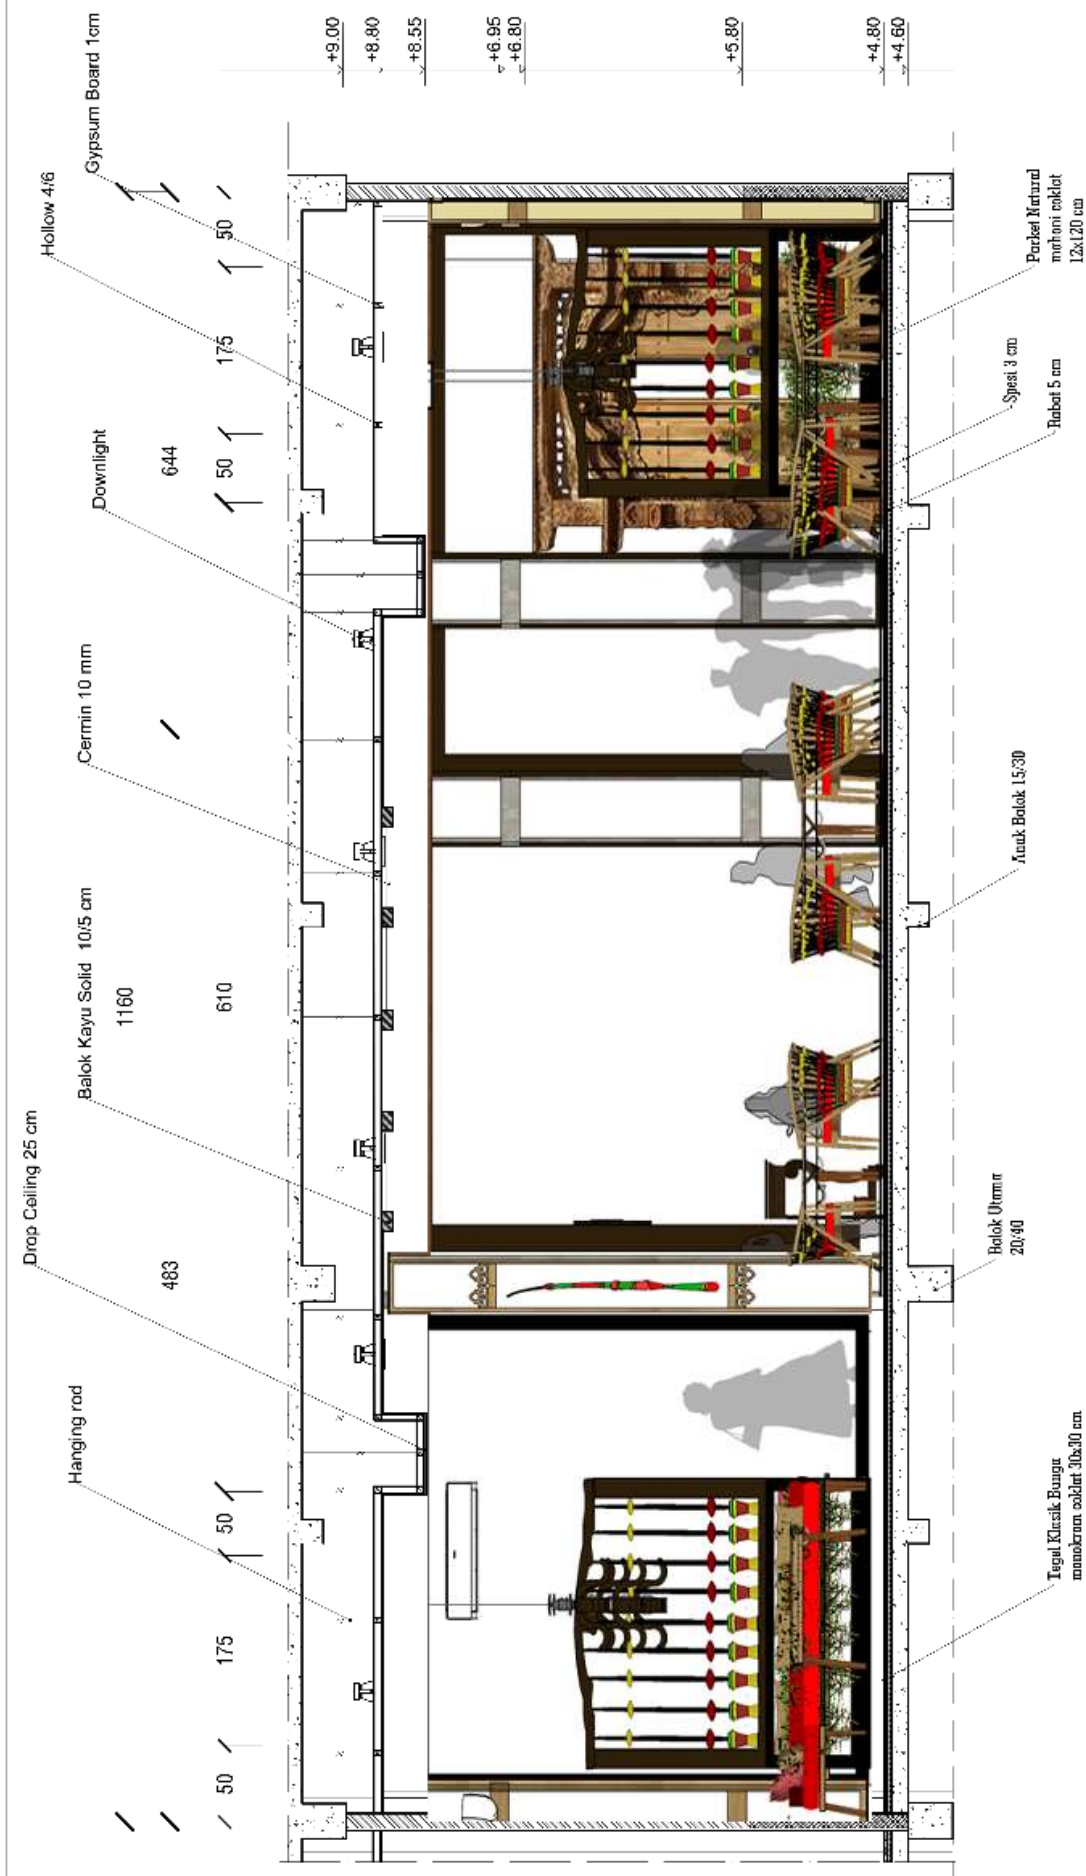 Hanging rod
Drop Ceiling 25 cm
Balok Kayu Solid 10/5 cm
Cermin 10 mm
Downlight
Hollow 4/6
Gypsum Board 1cm
1160
483
644
50
175
50
610
50
175
50
+9.00
+8.80
+8.55
+6.95
+6.80
+5.80
+4.80
+4.60
Tegel Klasik Bunga
monokrom coklat 30x30 cm
Balok Utama
20/40
Anak Balok 15/30
Rabat 5 cm
Spesi 3 cm
Parket Natural
mahoni coklat
12x120 cm